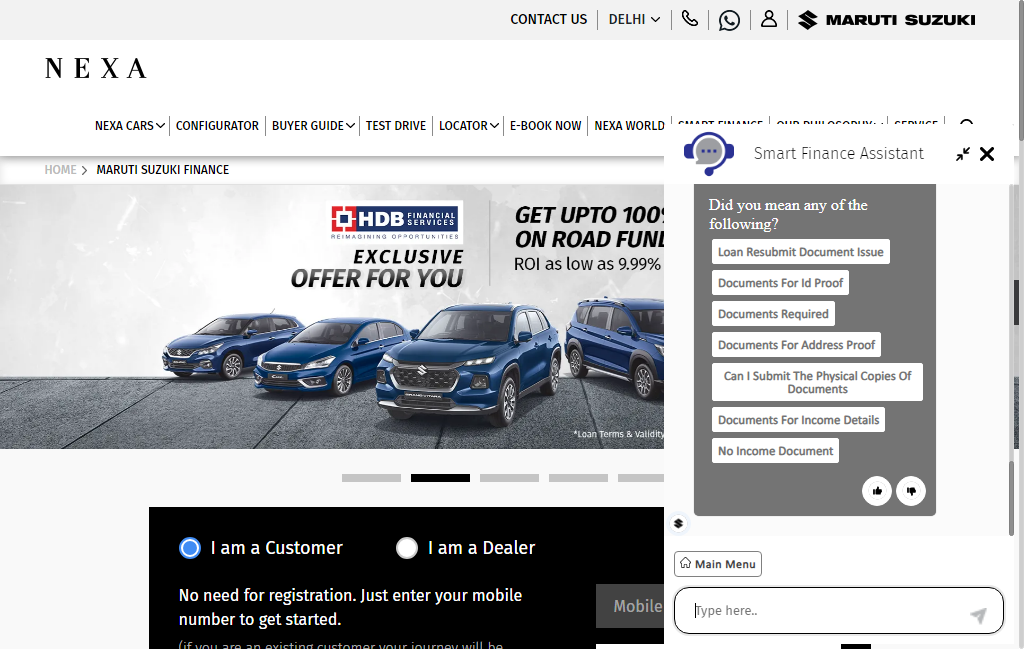 CONTACT US
DELHI
MARUTI SUZUKI
NEXA
NEXA CARS
CONFIGURATOR
BUYER GUIDE
TEST DRIVE
LOCATOR
E-BOOK NOW
NEXA WORLD
SMART FINANCE
OUR PHILOSOPHY
SERVICE
HOME
MARUTI SUZUKI FINANCE
HDB FINANCIAL SERVICES
REIMAGINING OPPORTUNITIES
EXCLUSIVE
OFFER FOR YOU
GET UPTO 100%
ON ROAD FUN
ROI as low as 9.99%
GRAND VITARA
*Loan Terms & Validity
I am a Customer
I am a Dealer
No need for registration. Just enter your mobile
number to get started.
(if you are an existing customer your journey will be
Mobile
Smart Finance Assistant
Did you mean any of the
following?
Loan Resubmit Document Issue
Documents For Id Proof
Documents Required
Documents For Address Proof
Can I Submit The Physical Copies Of
Documents
Documents For Income Details
No Income Document
Main Menu
Type here..